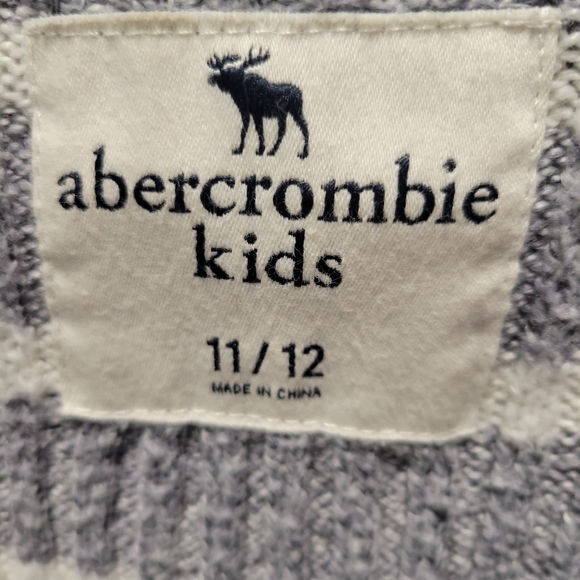 abercrombie
kids
11 / 12
MADE IN CHINA